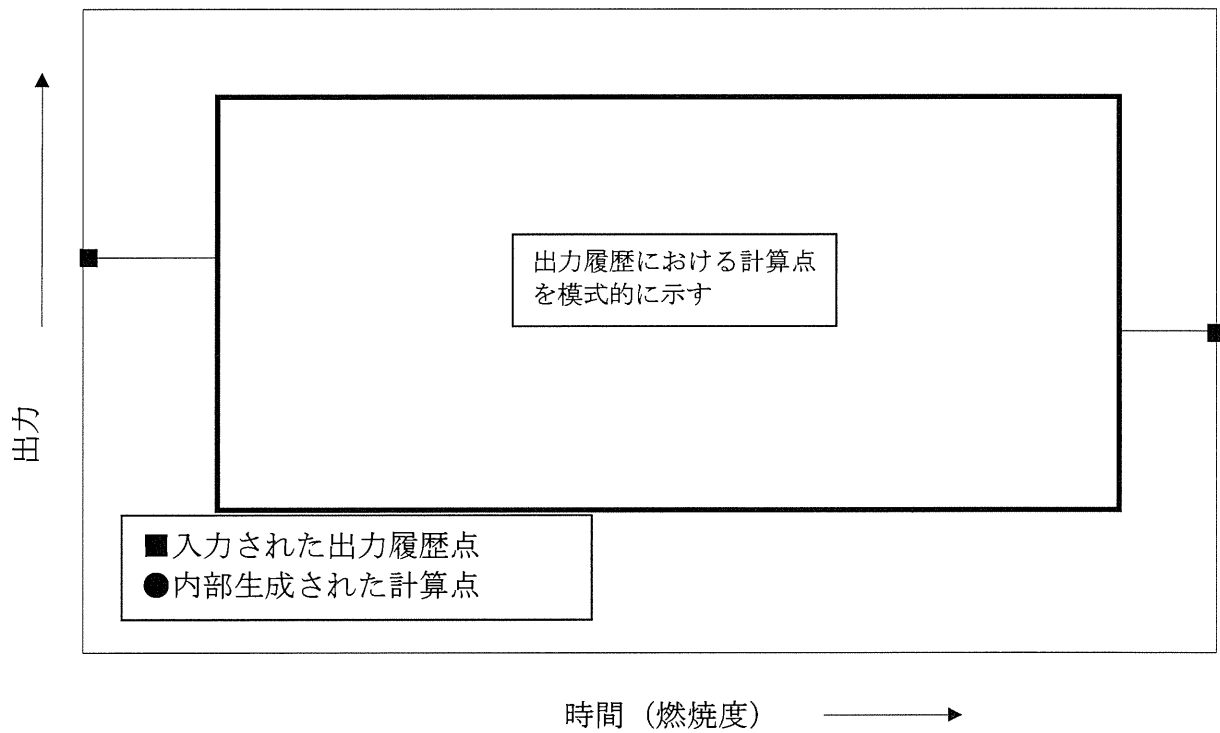 出力履歴における計算点
を模式的に示す
出力
■入力された出力履歴点
●内部生成された計算点
時間（燃焼度）